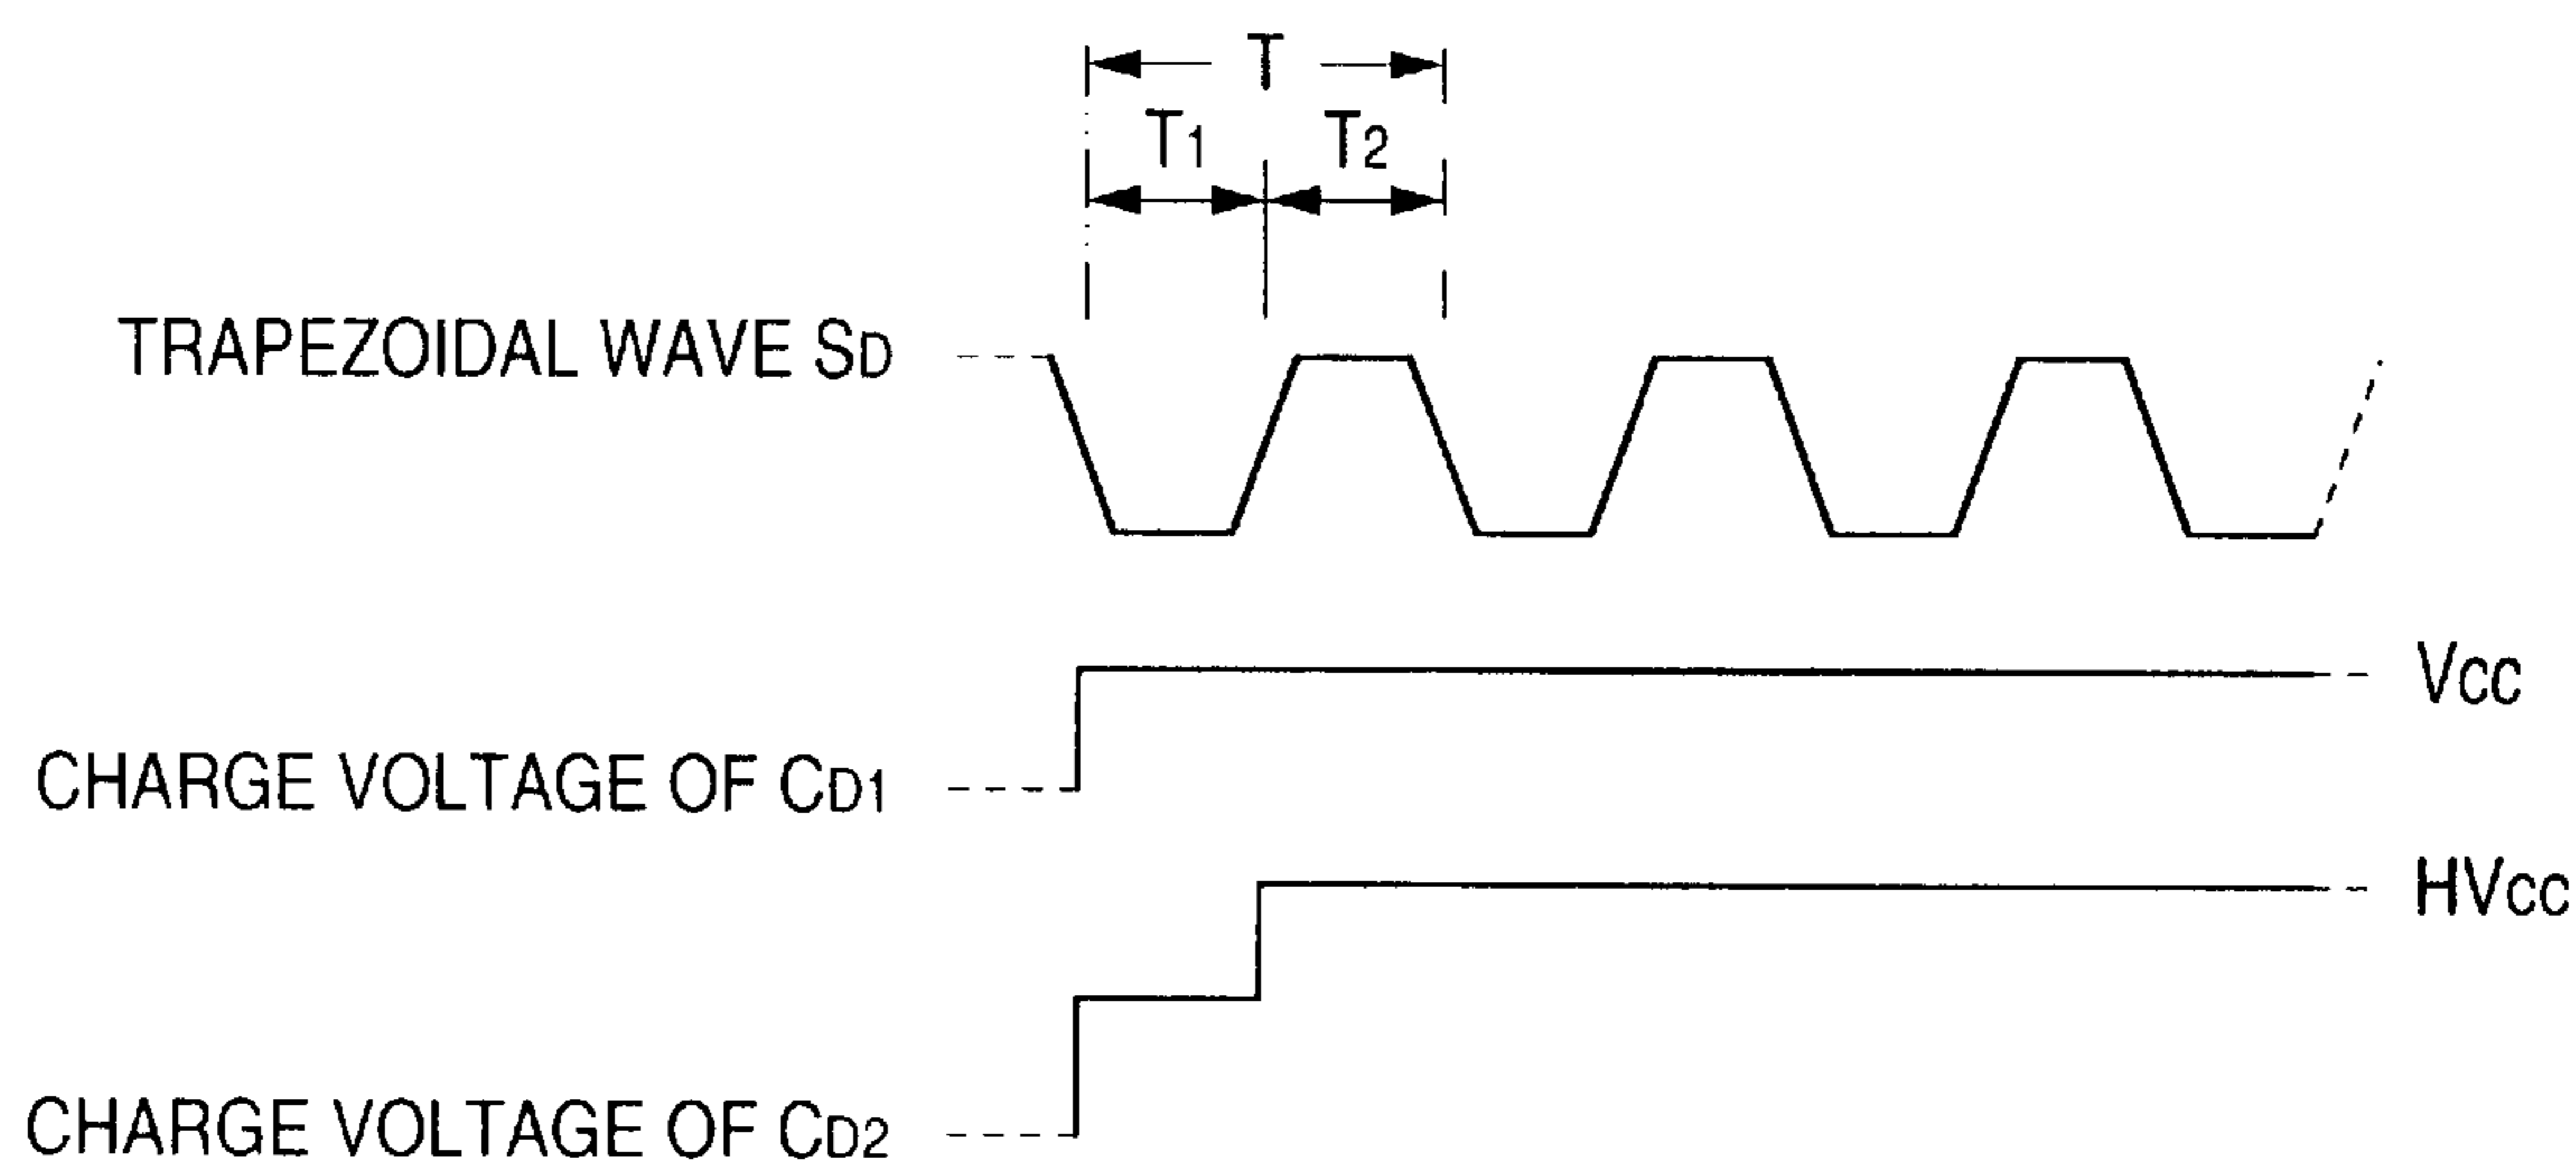 T
T1 T2
TRAPEZOIDAL WAVE SD
VCC
CHARGE VOLTAGE OF CD1
HVCC
CHARGE VOLTAGE OF CD2